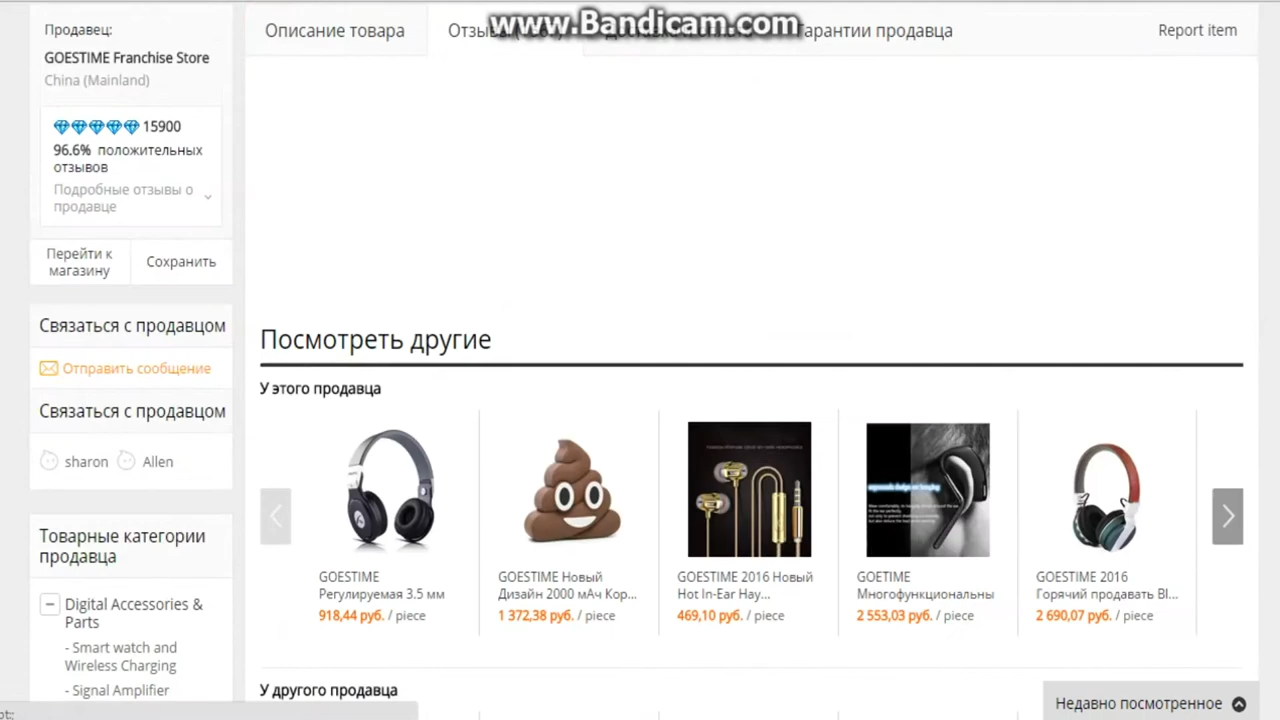 www.Bandicam.com
Продавец:
GOESTIME Franchise Store
China (Mainland)
15900
96.6% положительных
отзывов
Подробные отзывы о
продавце
Перейти к
магазину
Сохранить
Связаться с продавцом
Отправить сообщение
Связаться с продавцом
sharon
Allen
Товарные категории
продавца
Digital Accessories &
Parts
- Smart watch and
Wireless Charging
- Signal Amplifier
Описание товара
Гарантии продавца
Report item
Посмотреть другие
У этого продавца
GOESTIME
Регулируемая 3.5 мм
918,44 руб. / piece
GOESTIME Новый
Дизайн 2000 мАч Кор...
1 372,38 руб. / piece
GOESTIME 2016 Новый
Hot In-Ear Нау...
469,10 руб. / piece
GOETIME
Многофункциональны
2 553,03 руб. / piece
GOESTIME 2016
Горячий продавать Bl...
2 690,07 руб. / piece
У другого продавца
Недавно посмотренное